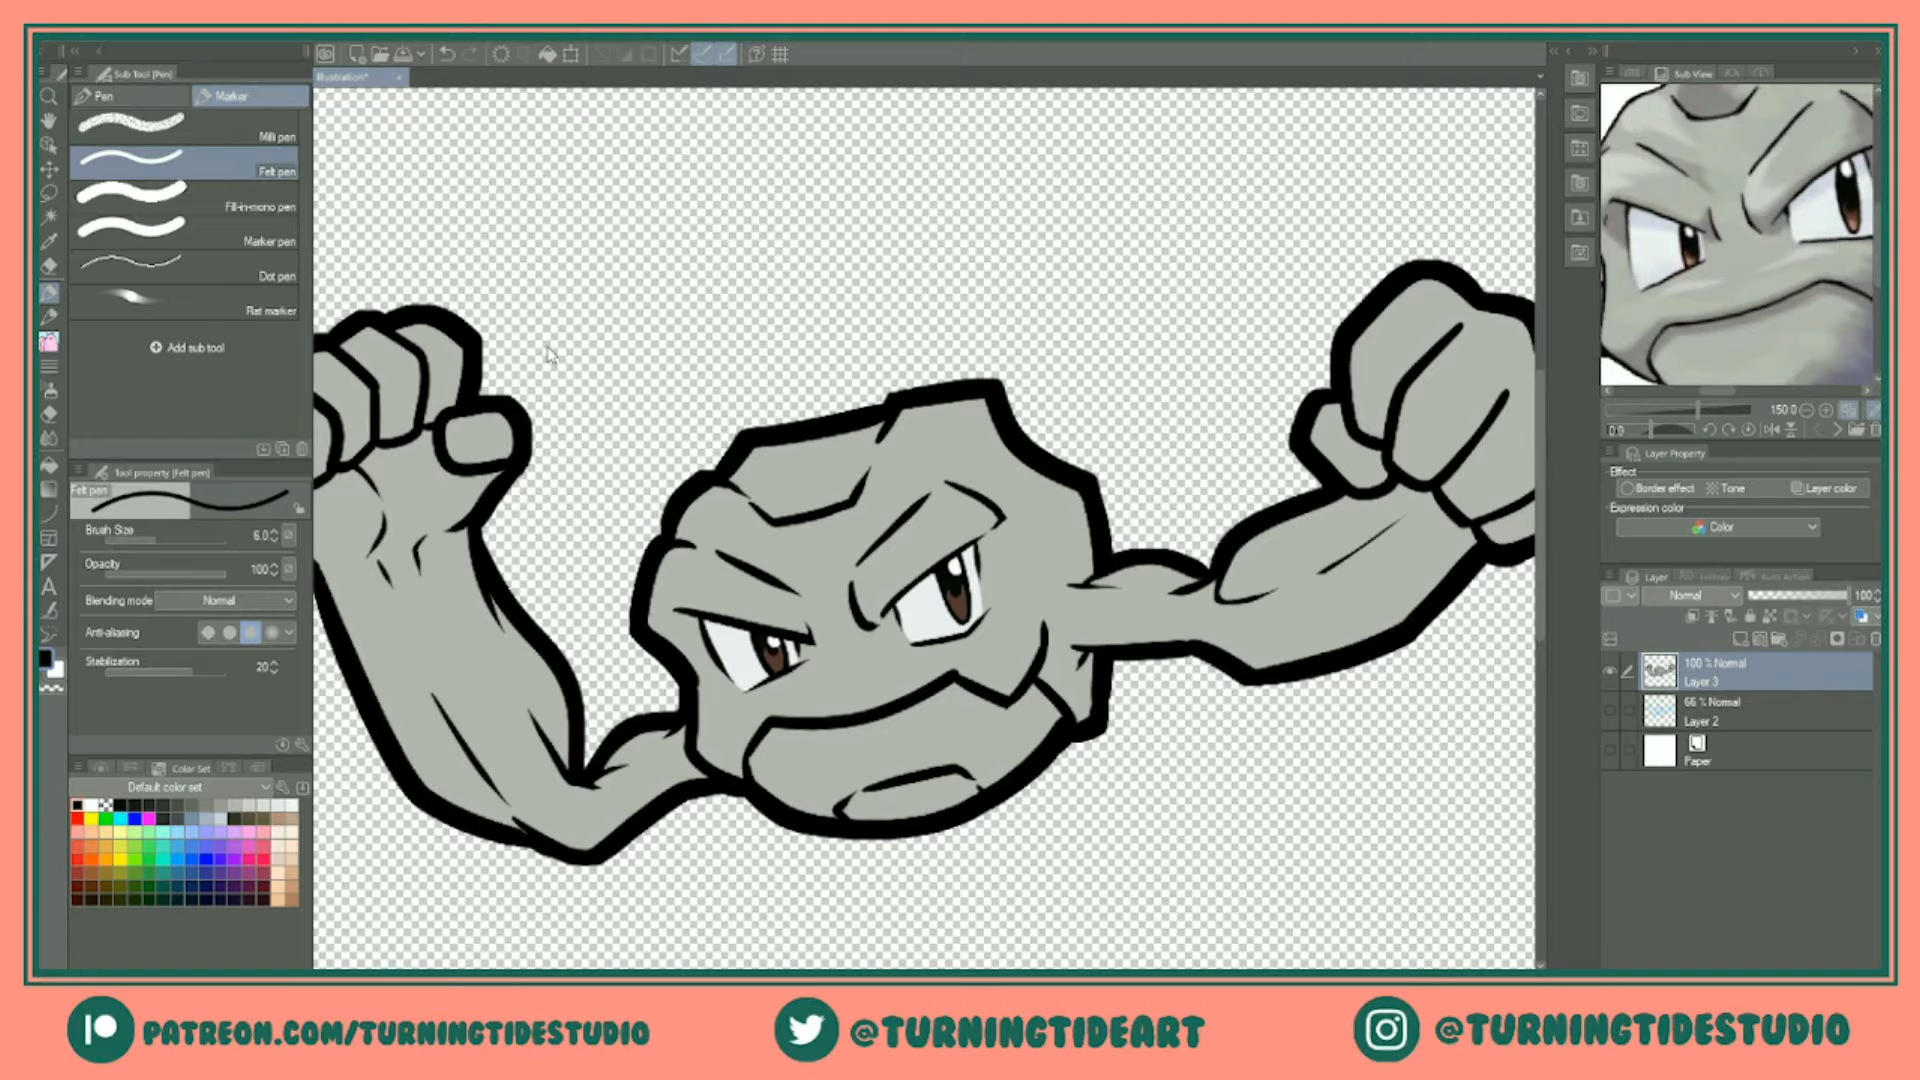 Sub Tool [Pen]
Pen
Marker
Milli pen
Felt pen
Fill-in-mono pen
Marker pen
Dot pen
Flat marker
Add sub tool
Tool property [Felt pen]
Felt pen
Brush Size
6.0
Opacity
100
Blending mode
Normal
Anti-aliasing
Stabilization
20
Color Set
Default color set
Illustration*
Sub View
150.0
0.0
Layer Property
Effect
Border effect
Tone
Layer color
Expression color
Color
Layer
History
Auto Action
Normal
100
100 % Normal
Layer 3
66 % Normal
Layer 2
Paper
PATREON.COM/TURNINGTIDESTUDIO
@TURNINGTIDEART
@TURNINGTIDESTUDIO